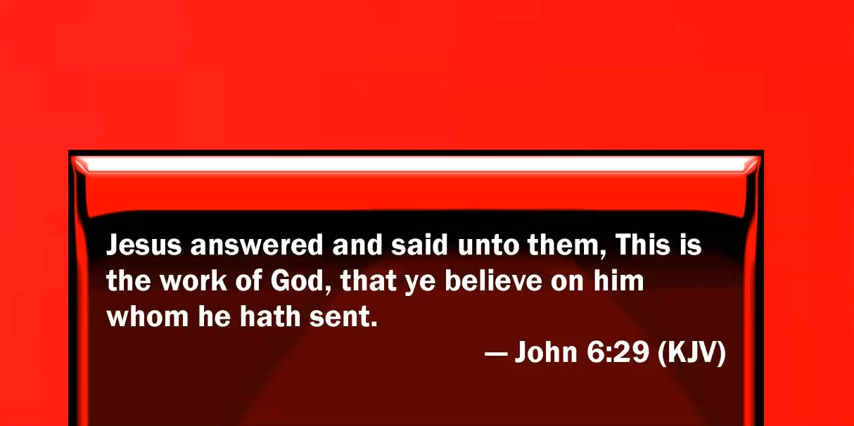 Jesus answered and said unto them, This is
the work of God, that ye believe on him
whom he hath sent.
— John 6:29 (KJV)